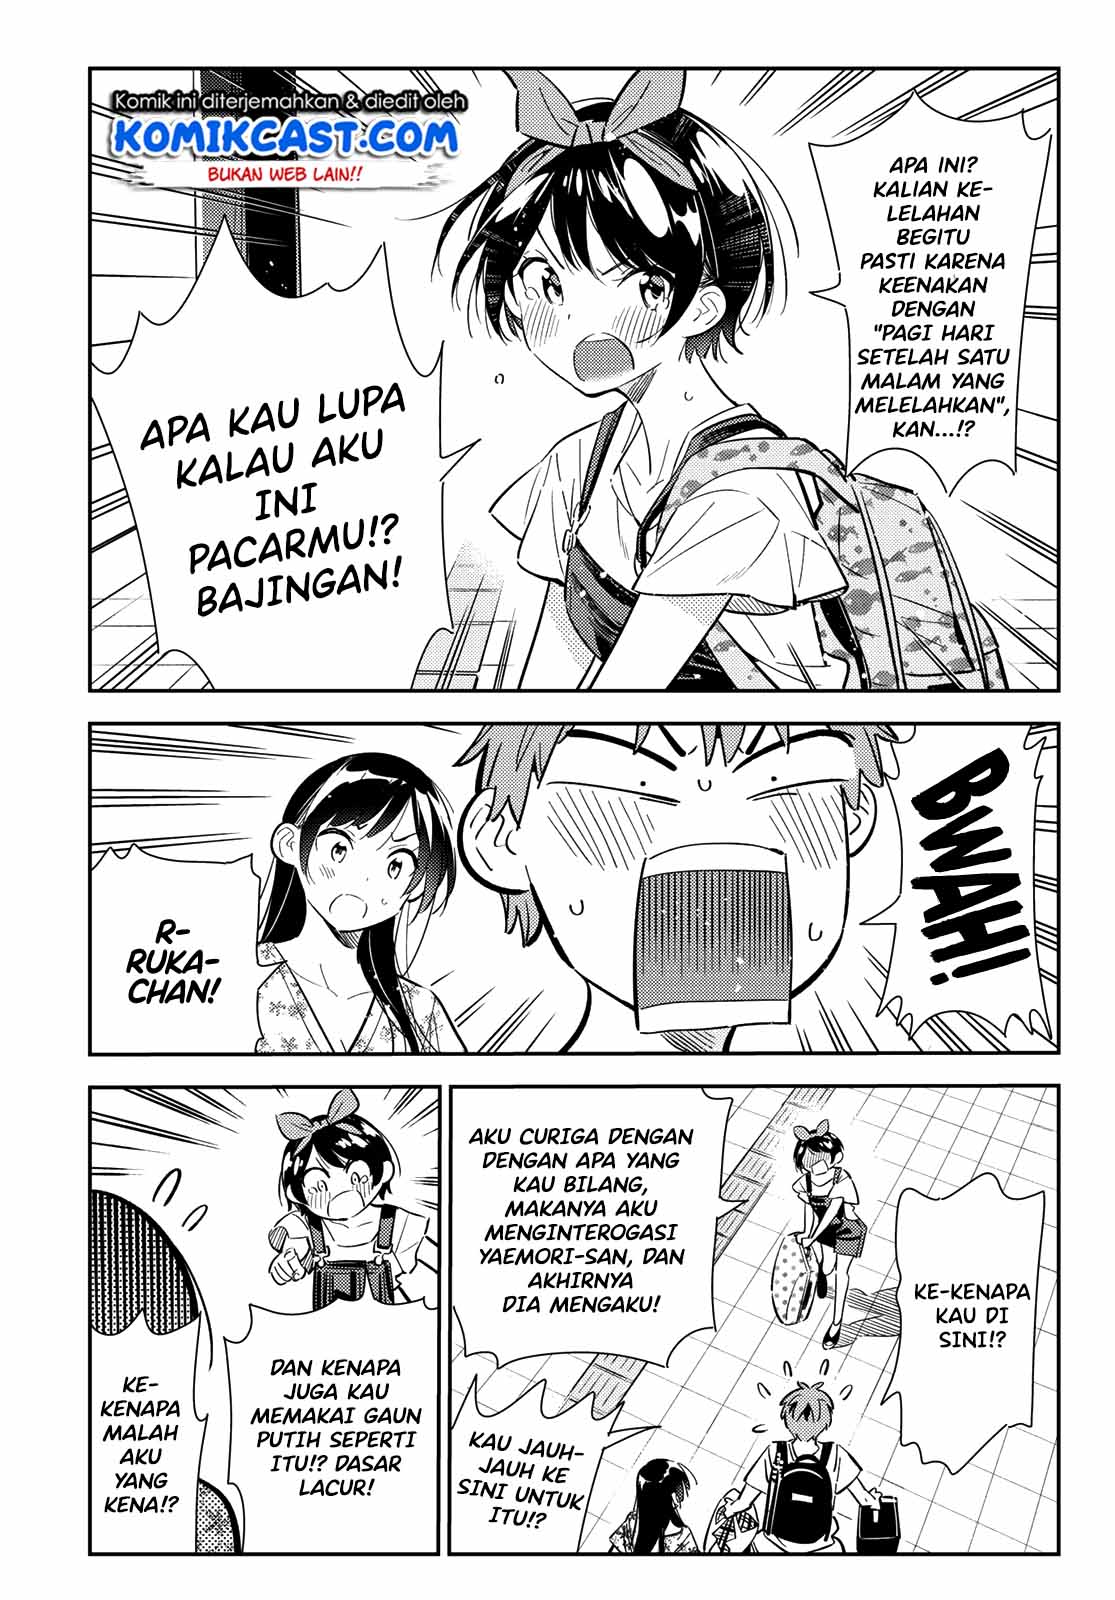 Komik ini diterjemahkan & diedit oleh
KOMIKCAST.COM
BUKAN WEB LAIN!!
APA INI?
KALIAN KE-
LELAHAN
BEGITU
PASTI KARENA
KEENAKAN
DENGAN
"PAGI HARI
SETELAH SATU
MALAM YANG
MELELAHKAN",
KAN...!?
APA KAU LUPA
KALAU AKU
INI
PACARMU!?
BAJINGAN!
BWAH!
R-
RUKA-
CHAN!
KE-KENAPA
KAU DI
SINI!?
AKU CURIGA DENGAN
DENGAN APA YANG
KAU BILANG,
MAKANYA AKU
MENGINTEROGASI
YAEMORI-SAN, DAN
AKHIRNYA
DIA MENGAKU!
KAU JAUH-
JAUH KE
SINI UNTUK
ITU!?
DAN KENAPA
JUGA KAU
MEMAKAI GAUN
PUTIH SEPERTI
ITU!? DASAR
LACUR!
KE-
KENAPA
MALAH
AKU
YANG
KENA!?